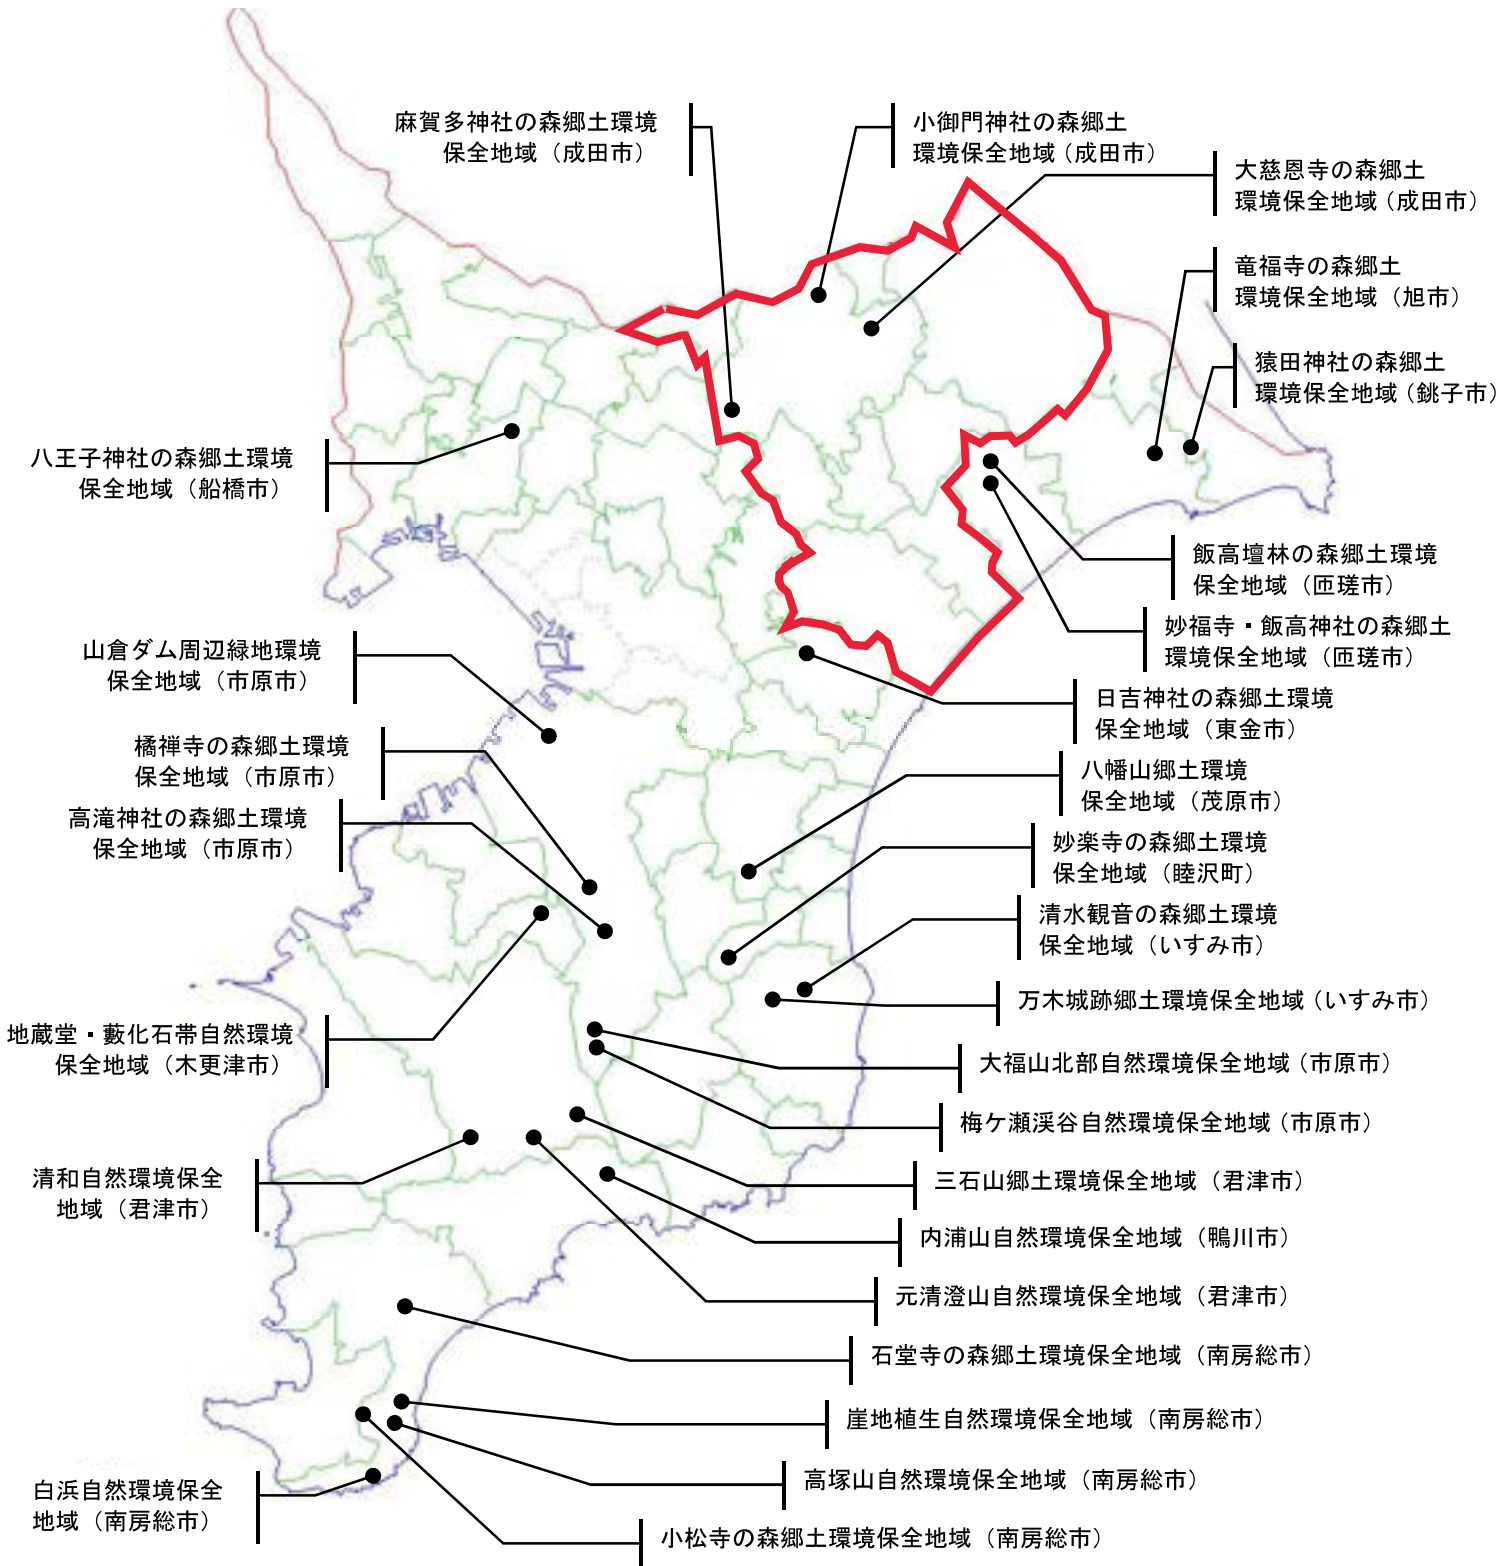 麻賀多神社の森郷土環境
保全地域（成田市）
小御門神社の森郷土
環境保全地域（成田市）
大慈恩寺の森郷土
環境保全地域（成田市）
竜福寺の森郷土
環境保全地域（旭市）
猿田神社の森郷土
環境保全地域（銚子市）
八王子神社の森郷土環境
保全地域（船橋市）
飯高壇林の森郷土環境
保全地域（匝瑳市）
妙福寺・飯高神社の森郷土
環境保全地域（匝瑳市）
山倉ダム周辺緑地環境
保全地域（市原市）
日吉神社の森郷土環境
保全地域（東金市）
橘禅寺の森郷土環境
保全地域（市原市）
八幡山郷土環境
保全地域（茂原市）
高滝神社の森郷土環境
保全地域（市原市）
妙楽寺の森郷土環境
保全地域（睦沢町）
清水観音の森郷土環境
保全地域（いすみ市）
万木城跡郷土環境保全地域（いすみ市）
地蔵堂・藪化石帯自然環境
保全地域（木更津市）
大福山北部自然環境保全地域（市原市）
梅ケ瀬渓谷自然環境保全地域（市原市）
清和自然環境保全
地域（君津市）
三石山郷土環境保全地域（君津市）
内浦山自然環境保全地域（鴨川市）
元清澄山自然環境保全地域（君津市）
石堂寺の森郷土環境保全地域（南房総市）
崖地植生自然環境保全地域（南房総市）
高塚山自然環境保全地域（南房総市）
白浜自然環境保全
地域（南房総市）
小松寺の森郷土環境保全地域（南房総市）